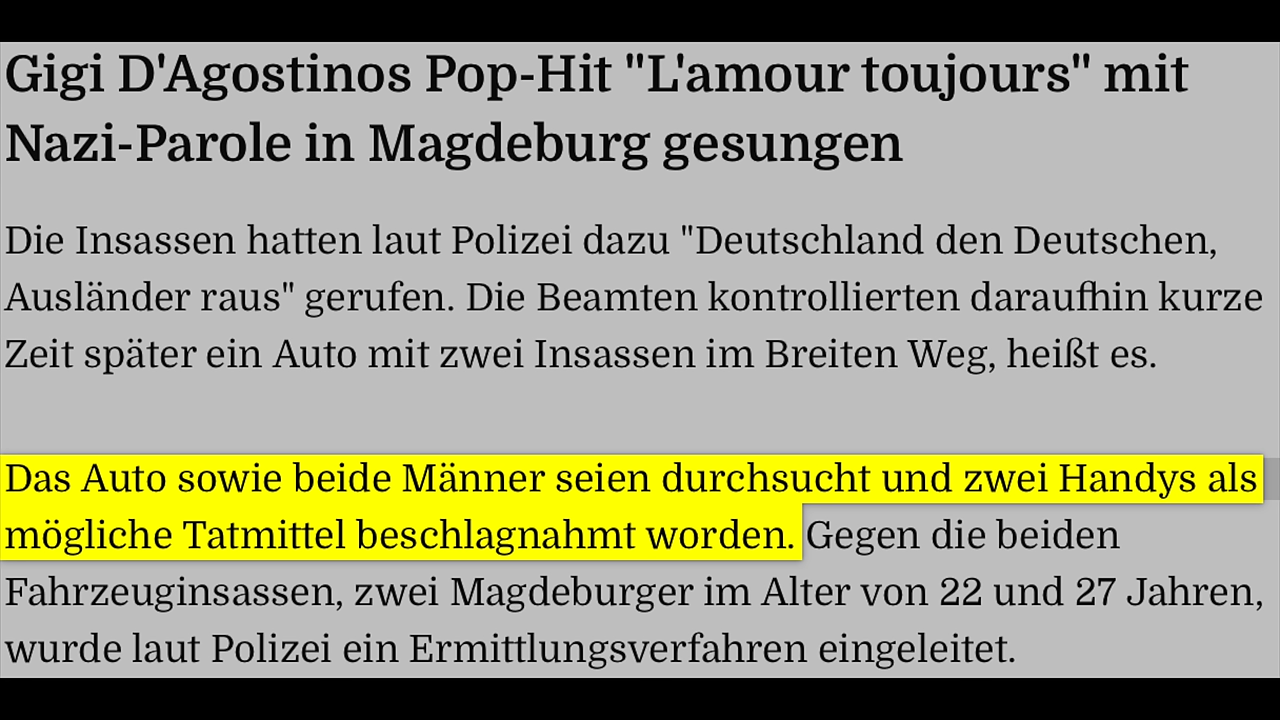 Gigi D'Agostinos Pop-Hit "L'amour toujours" mit
Nazi-Parole in Magdeburg gesungen
Die Insassen hatten laut Polizei dazu "Deutschland den Deutschen,
Ausländer raus" gerufen. Die Beamten kontrollierten daraufhin kurze
Zeit später ein Auto mit zwei Insassen im Breiten Weg, heißt es.
Das Auto sowie beide Männer seien durchsucht und zwei Handys als
mögliche Tatmittel beschlagnahmt worden. Gegen die beiden
Fahrzeuginsassen, zwei Magdeburger im Alter von 22 und 27 Jahren,
wurde laut Polizei ein Ermittlungsverfahren eingeleitet.